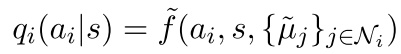 $q_i(a_i|s) = \tilde{f}(a_i, s, \{\tilde{\mu}_j\}_{j \in \mathcal{N}_i})$